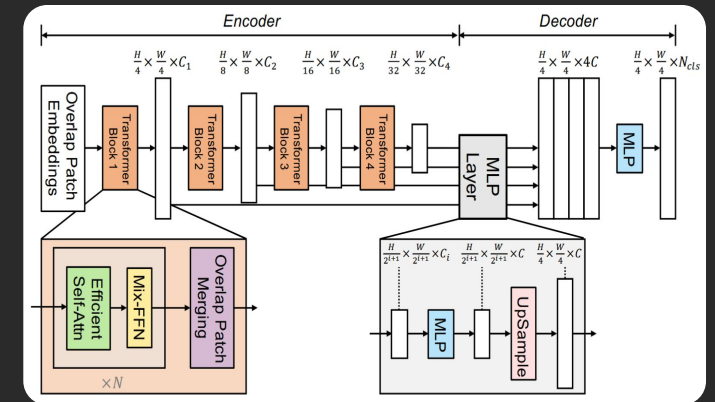 Encoder
Decoder
H/4 × W/4 × C₁
H/8 × W/8 × C₂
H/16 × W/16 × C₃
H/32 × W/32 × C₄
H/4 × W/4 × 4C
H/4 × W/4 × N_cls
Overlap Patch
Embeddings
Transformer
Block 1
Transformer
Block 2
Transformer
Block 3
Transformer
Block 4
MLP
Layer
MLP
Efficient
Self-Attn
Mix-FFN
Overlap Patch
Merging
×N
H/2^{i+1} × W/2^{i+1} × C_i
H/2^{i+1} × W/2^{i+1} × C
H/4 × W/4 × C
MLP
UpSample